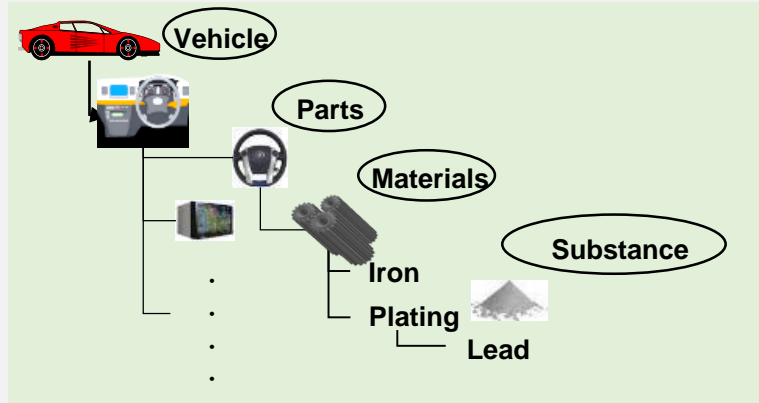 Vehicle
Parts
Materials
Substance
Iron
Plating
Lead